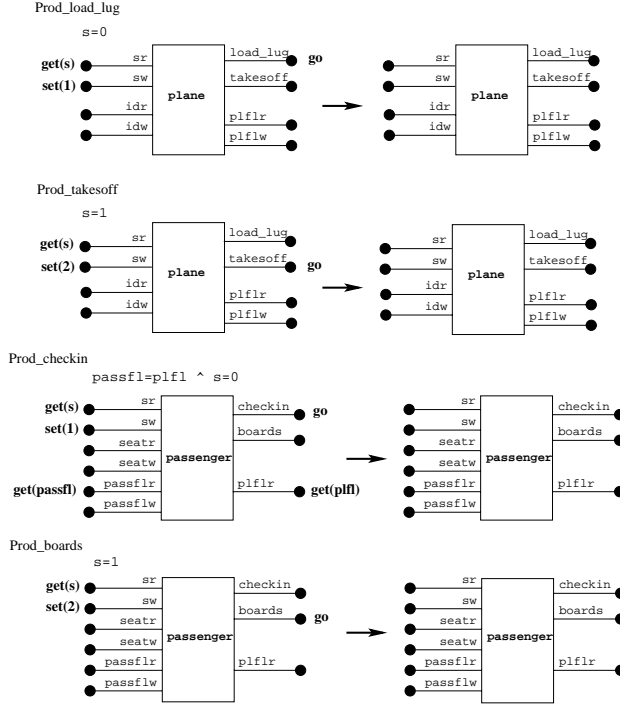 Prod_load_lug
s=0
get(s) sr load_lug go
set(1) sw takesoff sr load_lug
sw takesoff
plane plane
idr plflr idr plflr
idw plflw idw plflw
Prod_takesoff
s=1
get(s) sr load_lug sr load_lug
set(2) sw takesoff go sw takesoff
plane plane
idr plflr idr plflr
idw plflw idw plflw
Prod_checkin
passfl=plfl ^ s=0
get(s) sr checkin go sr checkin
set(1) sw boards sw boards
seatr seatr
passenger passenger
seatw seatw
get(passfl) passflr plflr get(plfl) passflr plflr
passflw passflw
Prod_boards
s=1
get(s) sr checkin sr checkin
set(2) sw boards go sw boards
seatr seatr
passenger passenger
seatw seatw
passflr plflr passflr plflr
passflw passflw